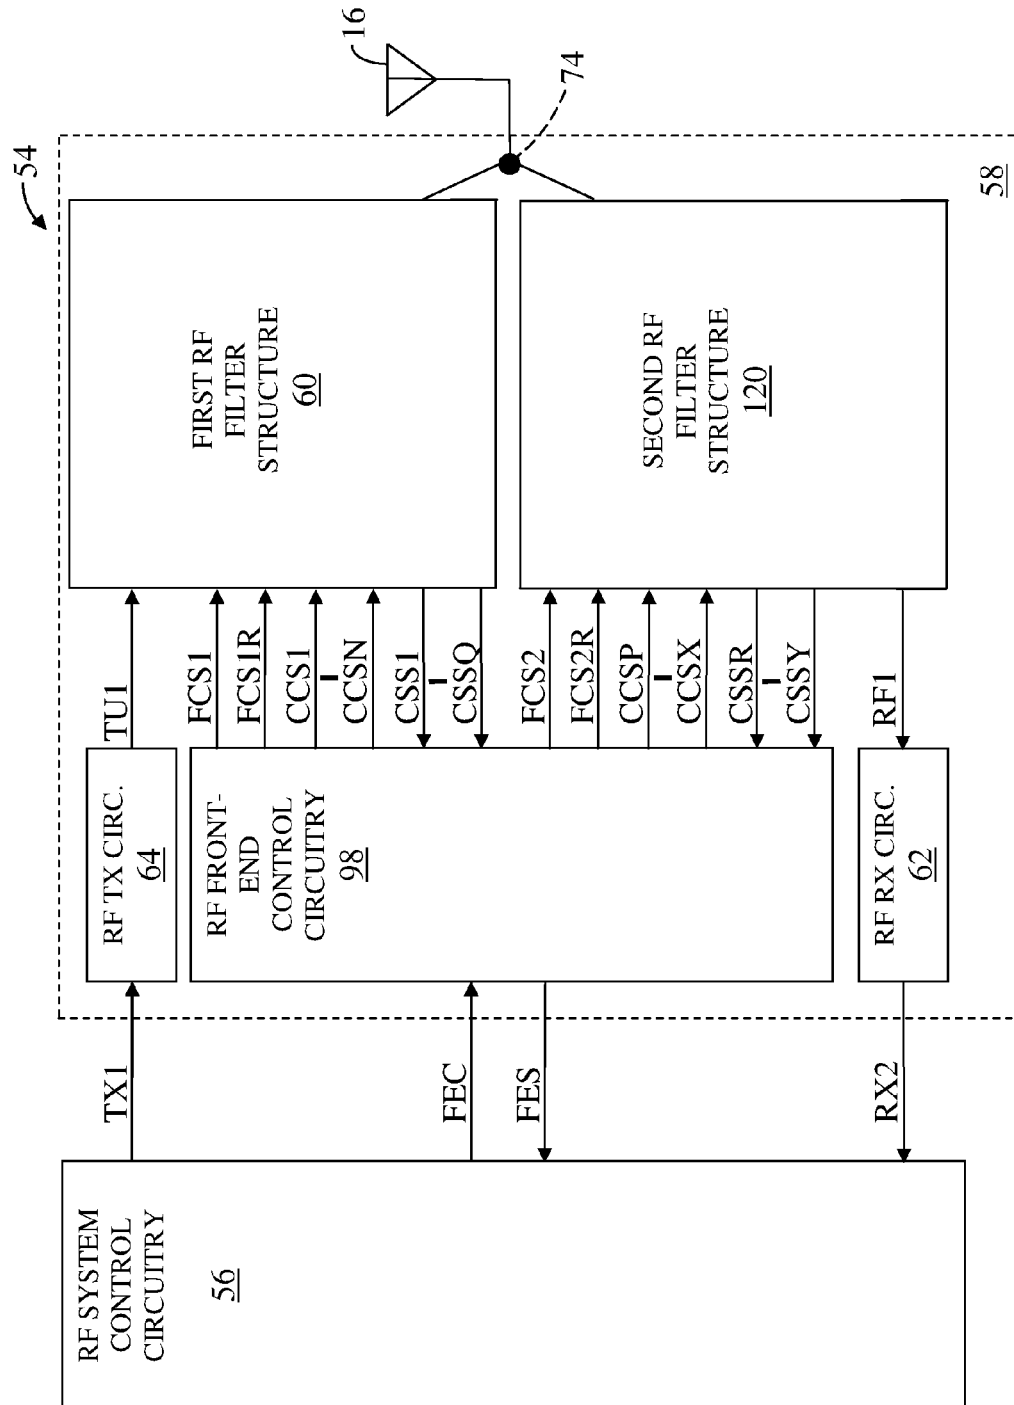 54
16
74
58
FIRST RF
FILTER
STRUCTURE
60
SECOND RF
FILTER
STRUCTURE
120
TU1
FCS1
FCS1R
CCS1
CCSN
CSS1
CSSQ
FCS2
FCS2R
CCSP
CCSX
CSSR
CSSY
RF1
RF TX CIRC.
64
RF FRONT-
END
CONTROL
CIRCUITRY
98
RF RX CIRC.
62
TX1
FEC
FES
RX2
RF SYSTEM
CONTROL
CIRCUITRY
56